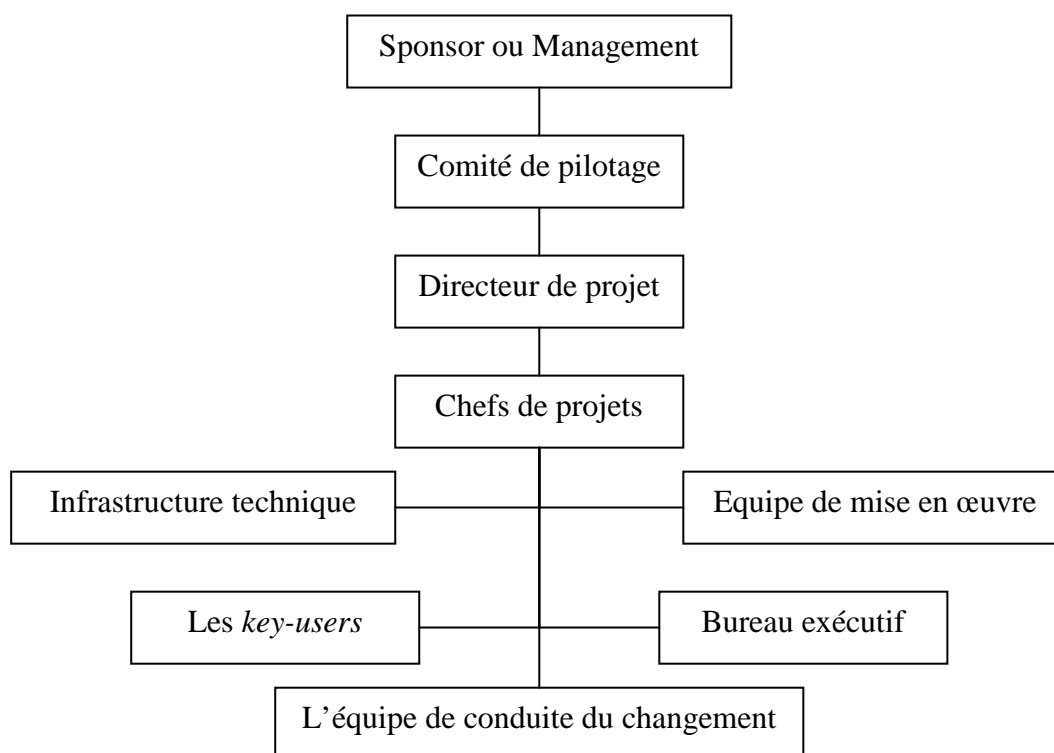 Sponsor ou Management
Comité de pilotage
Directeur de projet
Chefs de projets
Infrastructure technique
Equipe de mise en œuvre
Les key-users
Bureau exécutif
L’équipe de conduite du changement